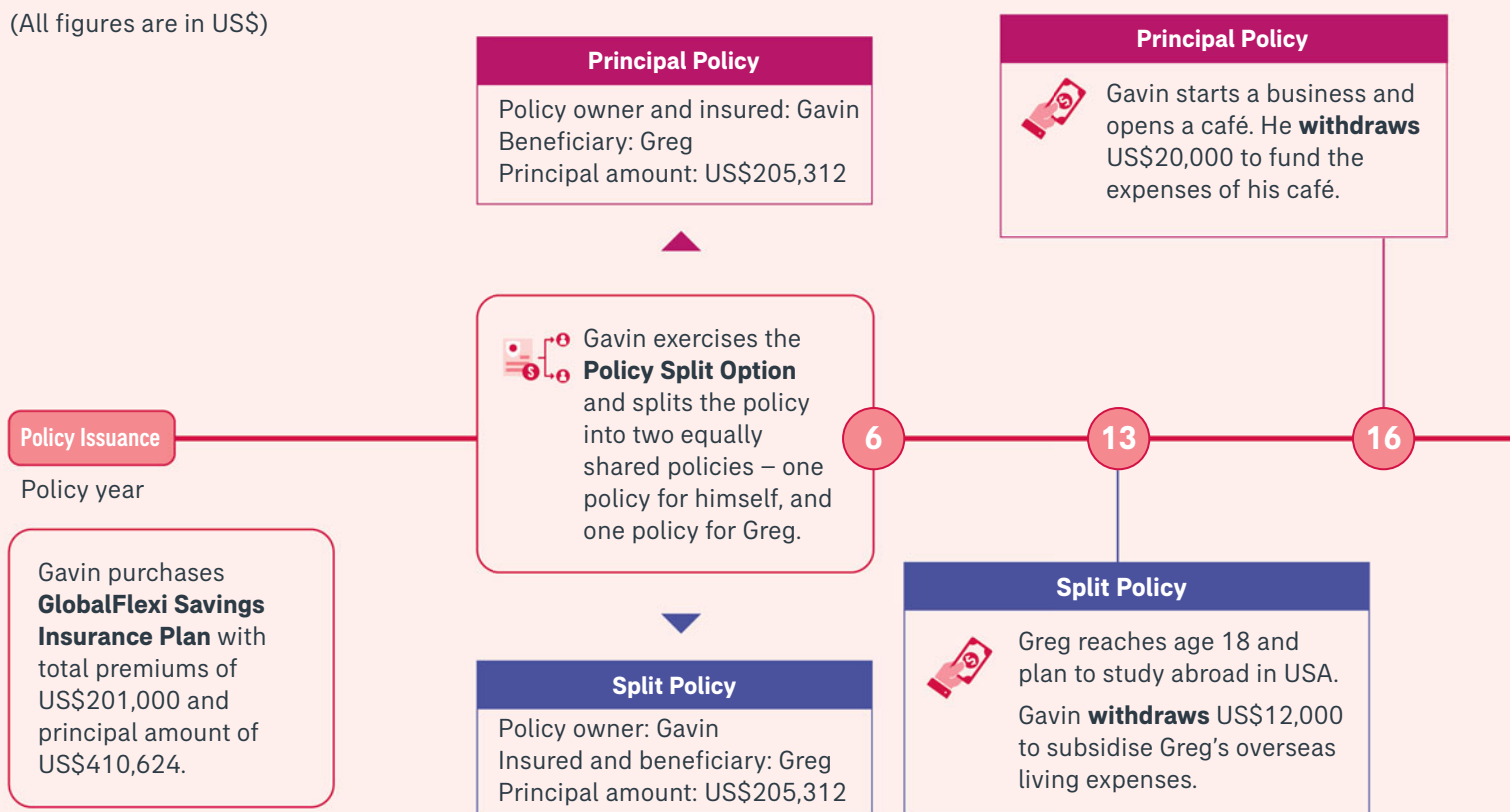 (All figures are in US$)
Principal Policy
Policy owner and insured: Gavin
Beneficiary: Greg
Principal amount: US$205,312
Principal Policy
Gavin starts a business and
opens a café. He withdraws
US$20,000 to fund the
expenses of his café.
Gavin exercises the
Policy Split Option
and splits the policy
into two equally
shared policies – one
policy for himself, and
one policy for Greg.
Policy Issuance
6
13
16
Policy year
Gavin purchases
GlobalFlexi Savings
Insurance Plan with
total premiums of
US$201,000 and
principal amount of
US$410,624.
Split Policy
Policy owner: Gavin
Insured and beneficiary: Greg
Principal amount: US$205,312
Split Policy
Greg reaches age 18 and
plan to study abroad in USA.
Gavin withdraws US$12,000
to subsidise Greg's overseas
living expenses.